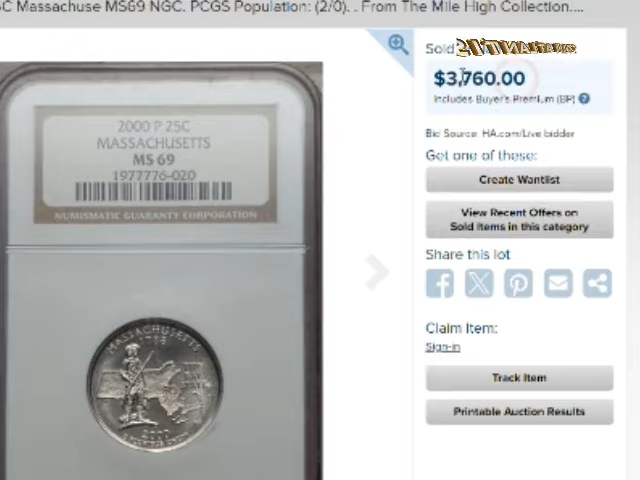 C Massachuse MS69 NGC. PCGS Population: (2/0). . From The Mile High Collection....
2000 P 25C
MASSACHUSETTS
MS 69
1977776-020
NUMISMATIC GUARANTY CORPORATION
MASSACHUSETTS
1788
2000
Sold
$3,760.00
Includes Buyer's Premium (BP)
Bid Source: HA.com/Live bidder
Get one of these:
Create Wantlist
View Recent Offers on
Sold Items in this category
Share this lot
Claim Item:
Sign-in
Track Item
Printable Auction Results